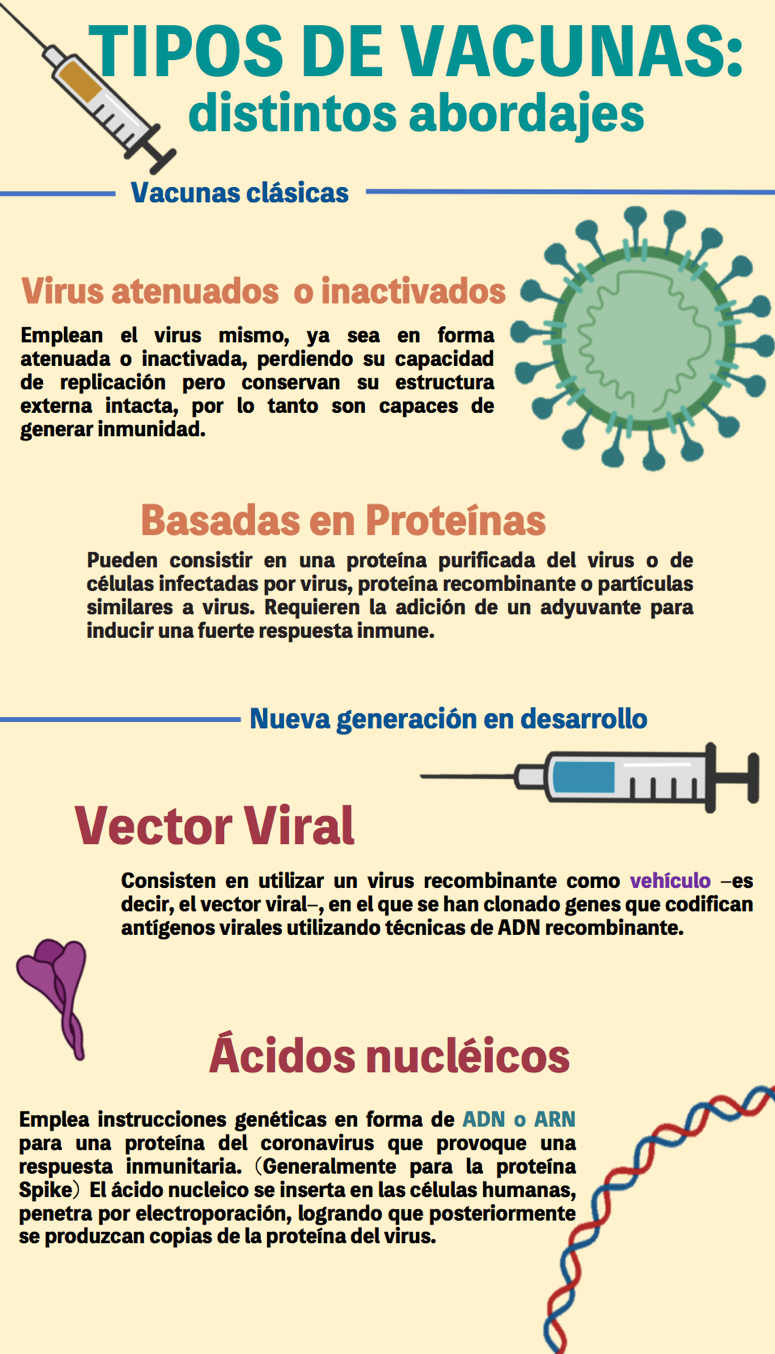 TIPOS DE VACUNAS:
distintos abordajes
Vacunas clásicas
Virus atenuados o inactivados
Emplean el virus mismo, ya sea en forma
atenuada o inactivada, perdiendo su capacidad
de replicación pero conservan su estructura
externa intacta, por lo tanto son capaces de
generar inmunidad.
Basadas en Proteínas
Pueden consistir en una proteína purificada del virus o de
células infectadas por virus, proteína recombinante o partículas
similares a virus. Requieren la adición de un adyuvante para
inducir una fuerte respuesta inmune.
Nueva generación en desarrollo
Vector Viral
Consisten en utilizar un virus recombinante como vehículo –es
decir, el vector viral–, en el que se han clonado genes que codifican
antígenos virales utilizando técnicas de ADN recombinante.
Ácidos nucléicos
Emplea instrucciones genéticas en forma de ADN o ARN
para una proteína del coronavirus que provoque una
respuesta inmunitaria. (Generalmente para la proteína
Spike) El ácido nucleico se inserta en las células humanas,
penetra por electroporación, logrando que posteriormente
se produzcan copias de la proteína del virus.